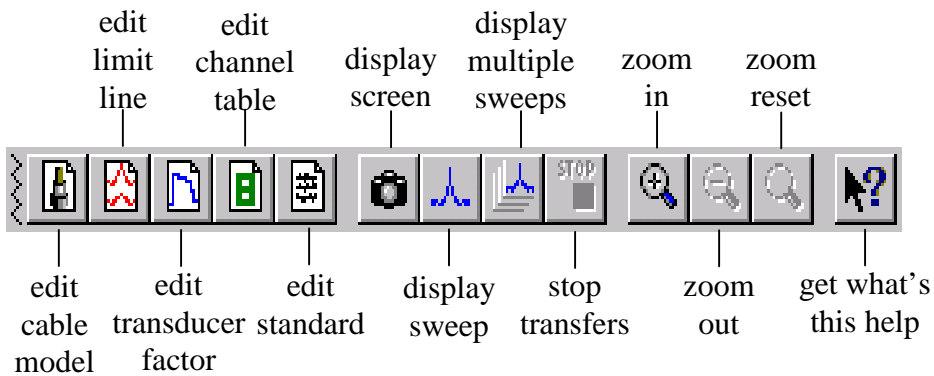 edit
limit
line
edit
channel
table
display
screen
display
multiple
sweeps
zoom
in
zoom
reset
STOP
edit
cable
model
edit
transducer
factor
edit
standard
display
sweep
stop
transfers
zoom
out
get what's
this help